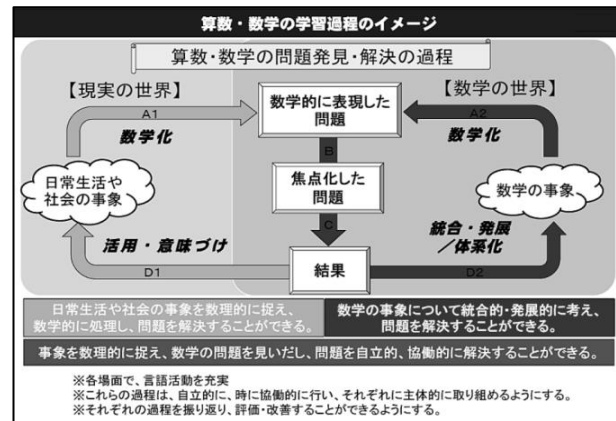 算数・数学の学習過程のイメージ
算数・数学の問題発見・解決の過程
【現実の世界】
【数学の世界】
A1
数学的に表現した
問題
A2
数学化
数学化
B
日常生活や
社会の事象
焦点化した
問題
数学の事象
C
活用・意味づけ
統合・発展
/体系化
D1
結果
D2
日常生活や社会の事象を数理的に捉え、
数学的に処理し、問題を解決することができる。
数学の事象について統合的・発展的に考え、
問題を解決することができる。
事象を数理的に捉え、数学の問題を見いだし、問題を自立的、協働的に解決することができる。
※各場面で、言語活動を充実
※これらの過程は、自立的に、時に協働的に行い、それぞれに主体的に取り組めるようにする。
※それぞれの過程を振り返り、評価・改善することができるようにする。